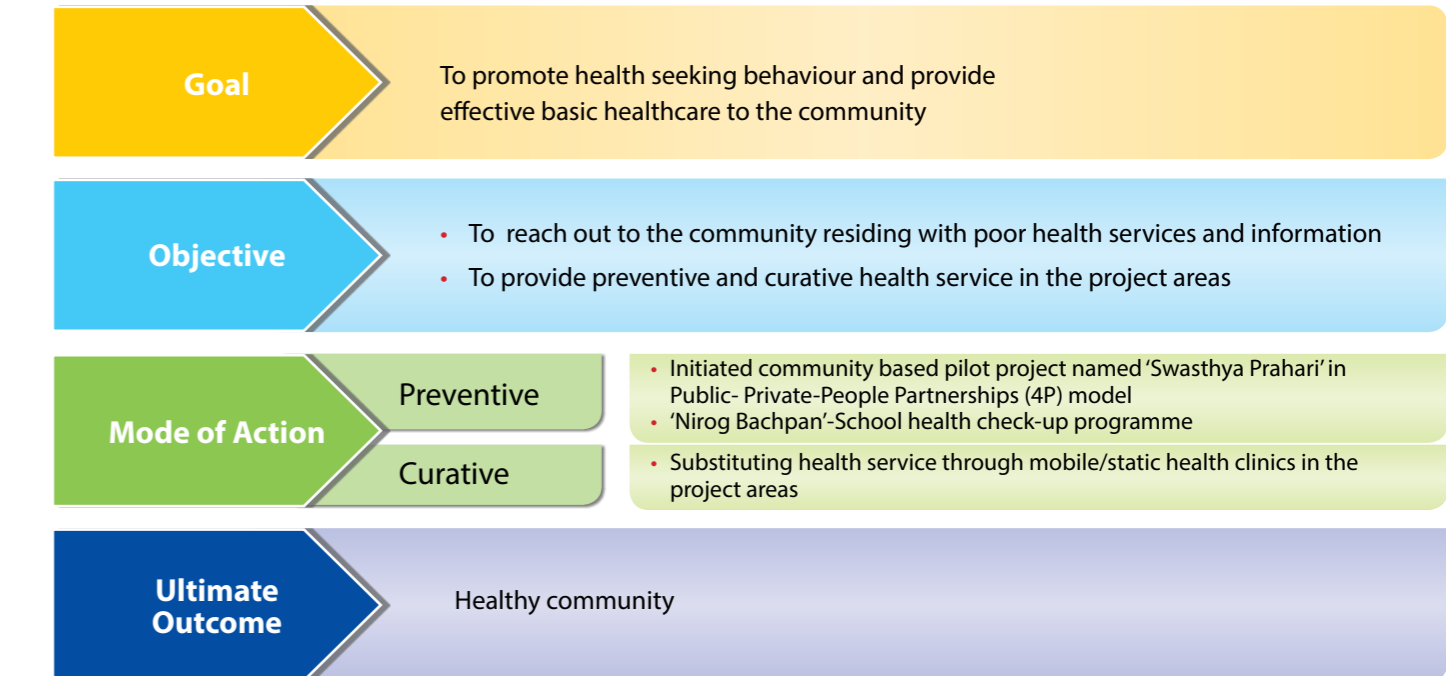 Goal
To promote health seeking behaviour and provide
effective basic healthcare to the community
Objective
• To reach out to the community residing with poor health services and information
• To provide preventive and curative health service in the project areas
Mode of Action
Preventive
• Initiated community based pilot project named ‘Swasthya Prahari’ in
Public- Private-People Partnerships (4P) model
• ‘Nirog Bachpan’-School health check-up programme
Curative
• Substituting health service through mobile/static health clinics in the
project areas
Ultimate
Outcome
Healthy community